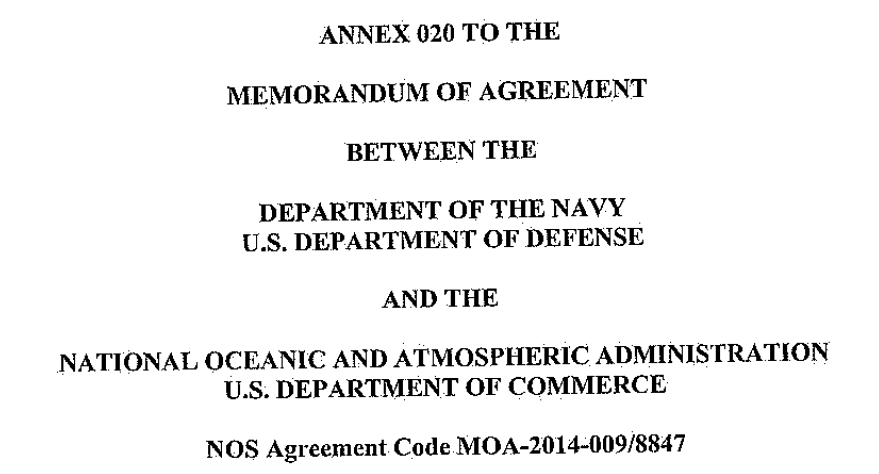 ANNEX 020 TO THE
MEMORANDUM OF AGREEMENT
BETWEEN THE
DEPARTMENT OF THE NAVY
U.S. DEPARTMENT OF DEFENSE
AND THE
NATIONAL OCEANIC AND ATMOSPHERIC ADMINISTRATION
U.S. DEPARTMENT OF COMMERCE
NOS Agreement Code MOA-2014-009/8847